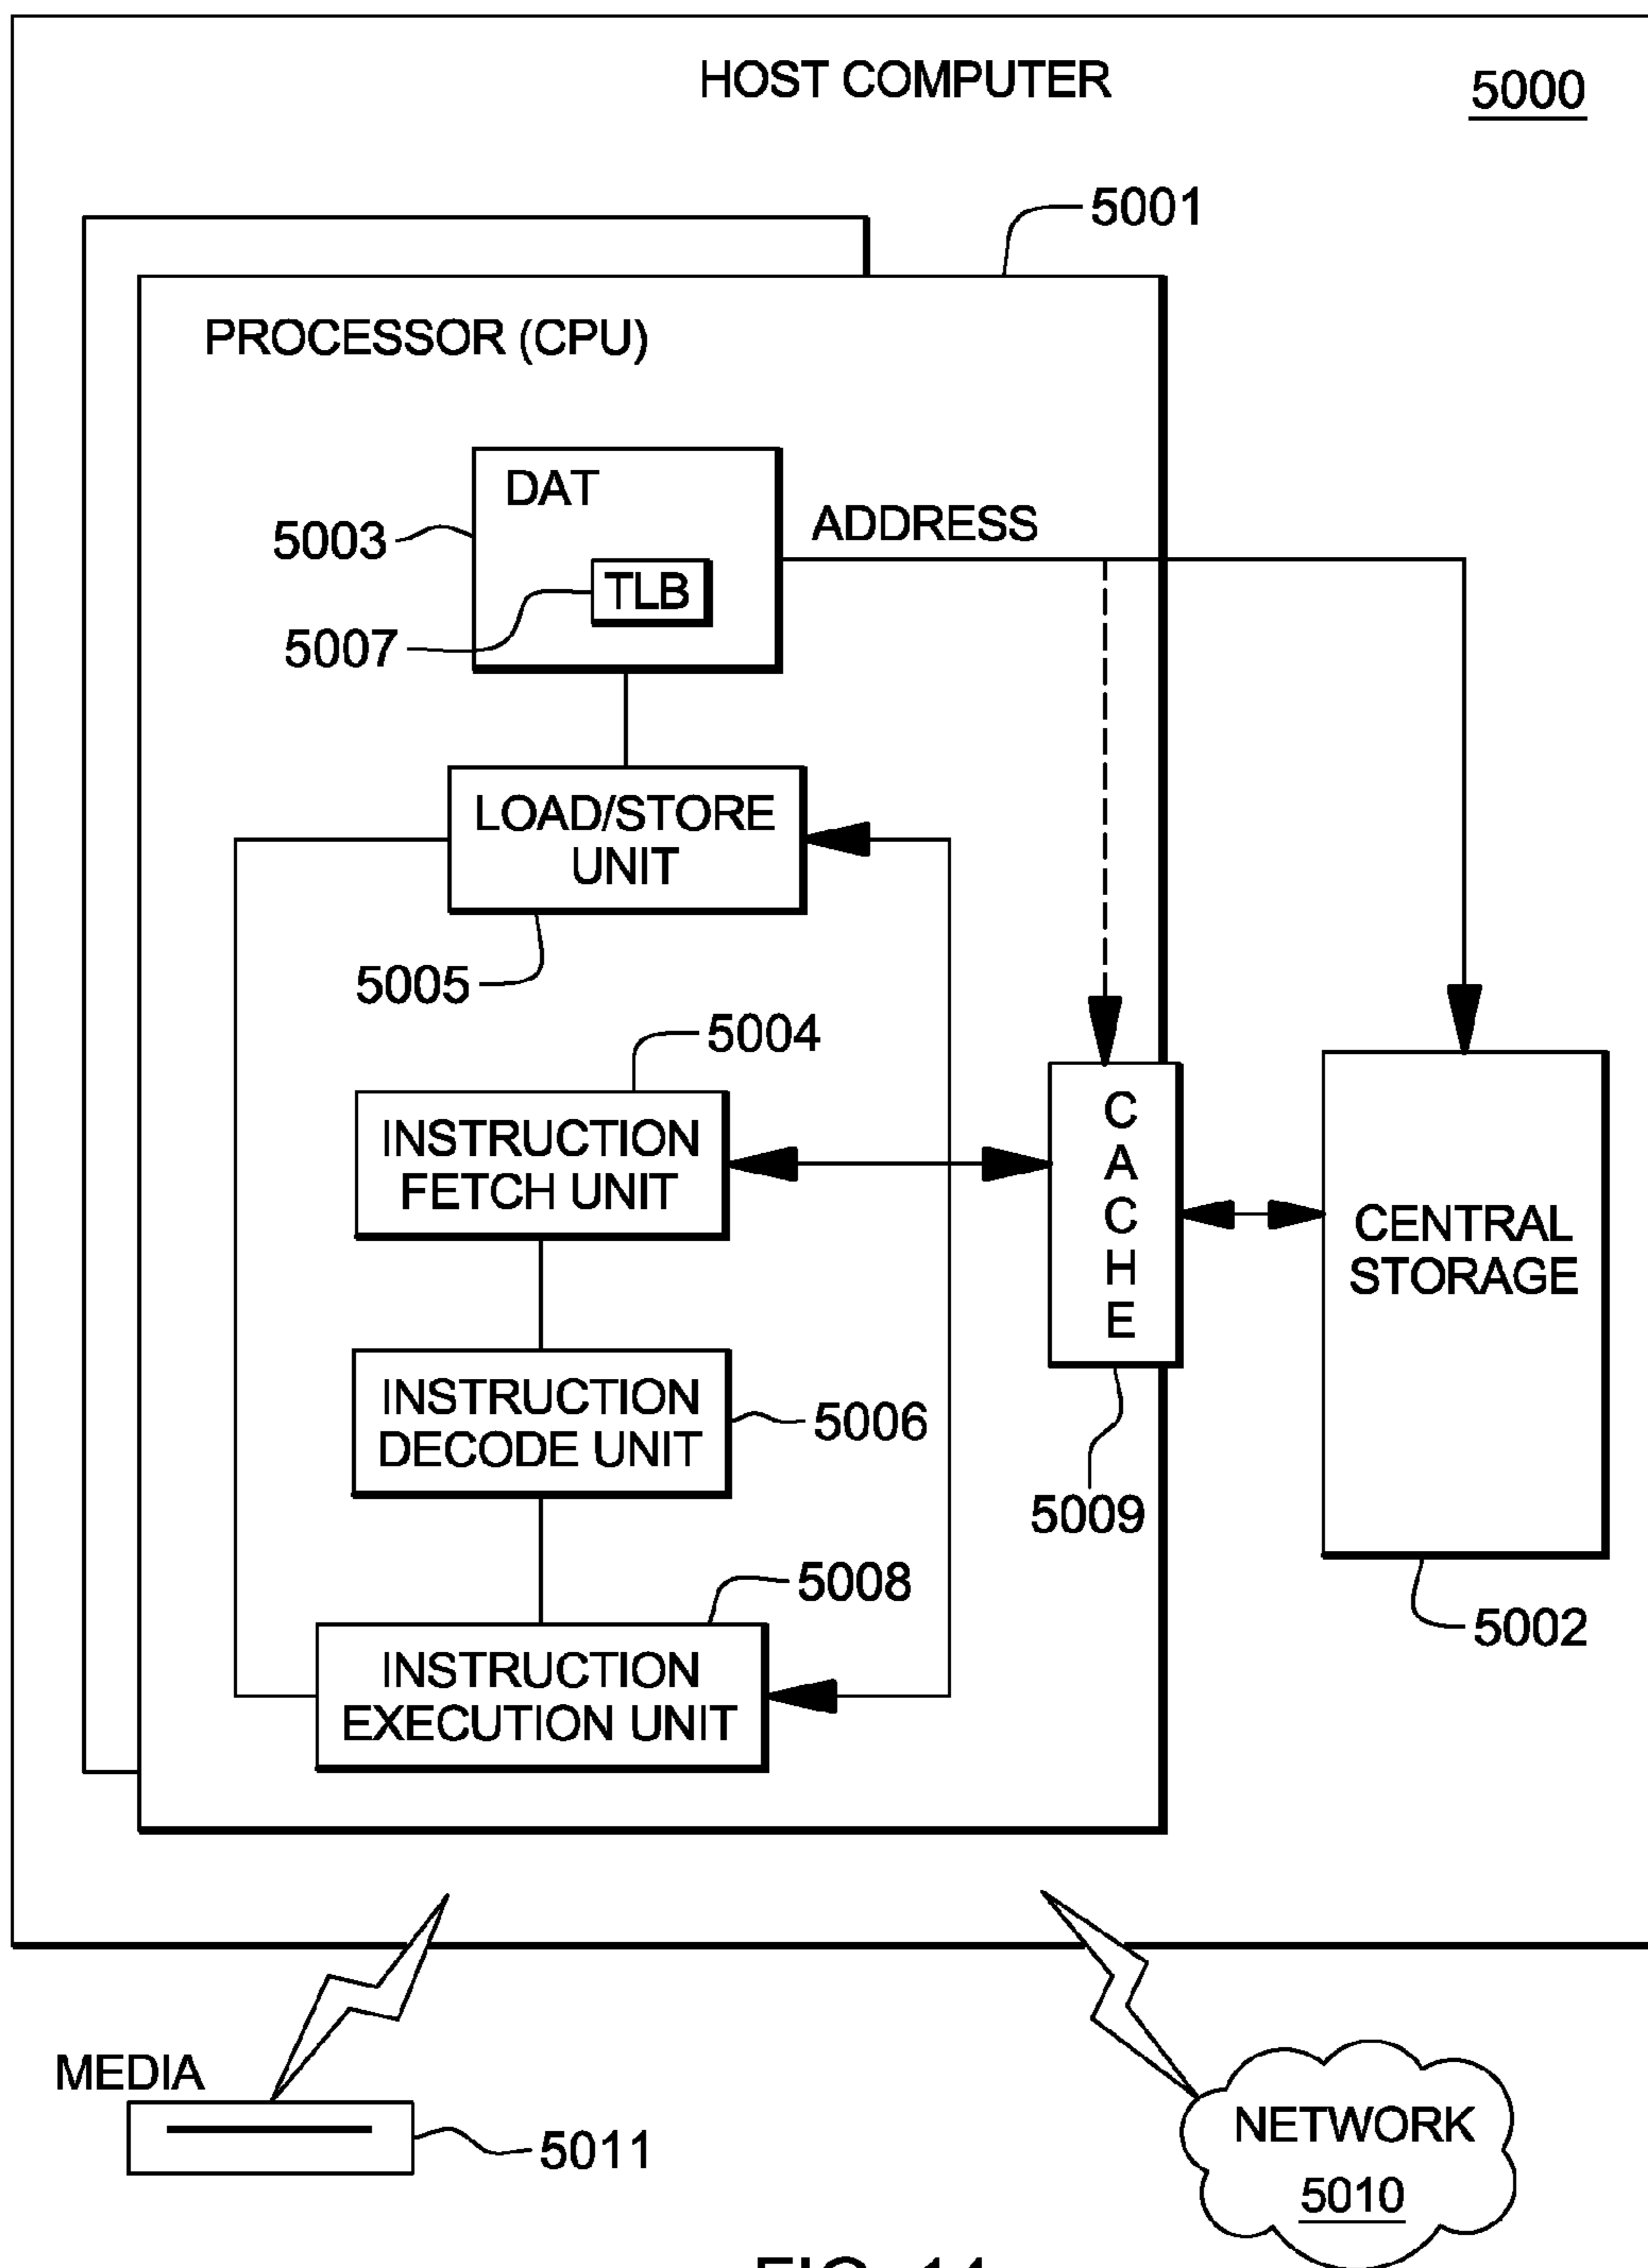 HOST COMPUTER
5000
5001
PROCESSOR (CPU)
DAT
ADDRESS
5003
TLB
5007
LOAD/STORE
UNIT
5005
5004
INSTRUCTION
FETCH UNIT
C
A
C
H
E
CENTRAL
STORAGE
INSTRUCTION
DECODE UNIT
5006
5009
5008
5002
INSTRUCTION
EXECUTION UNIT
MEDIA
5011
NETWORK
5010